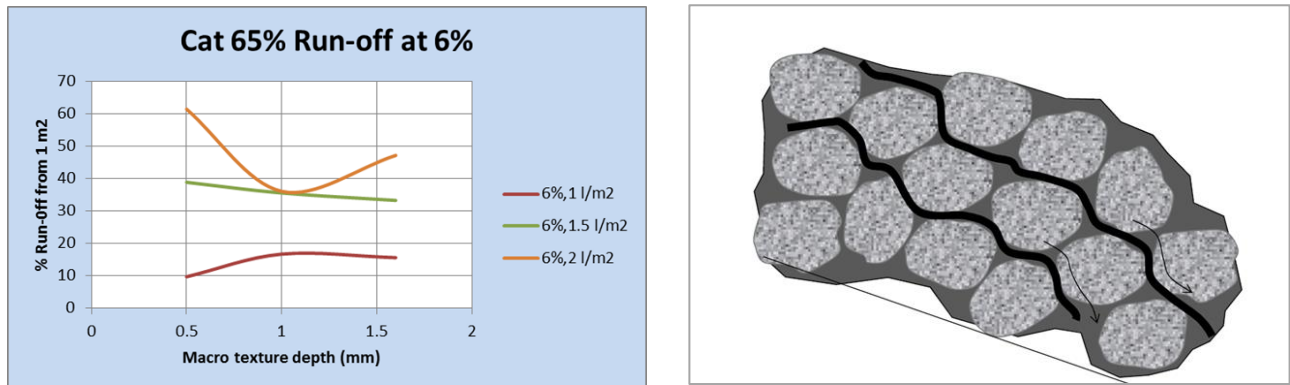 Cat 65% Run-off at 6%
% Run-0ff from 1 m2
70
60
50
40
30
20
10
0
0
0.5
1
1.5
2
Macro texture depth (mm)
6%,1 l/m2
6%,1.5 l/m2
6%,2 l/m2